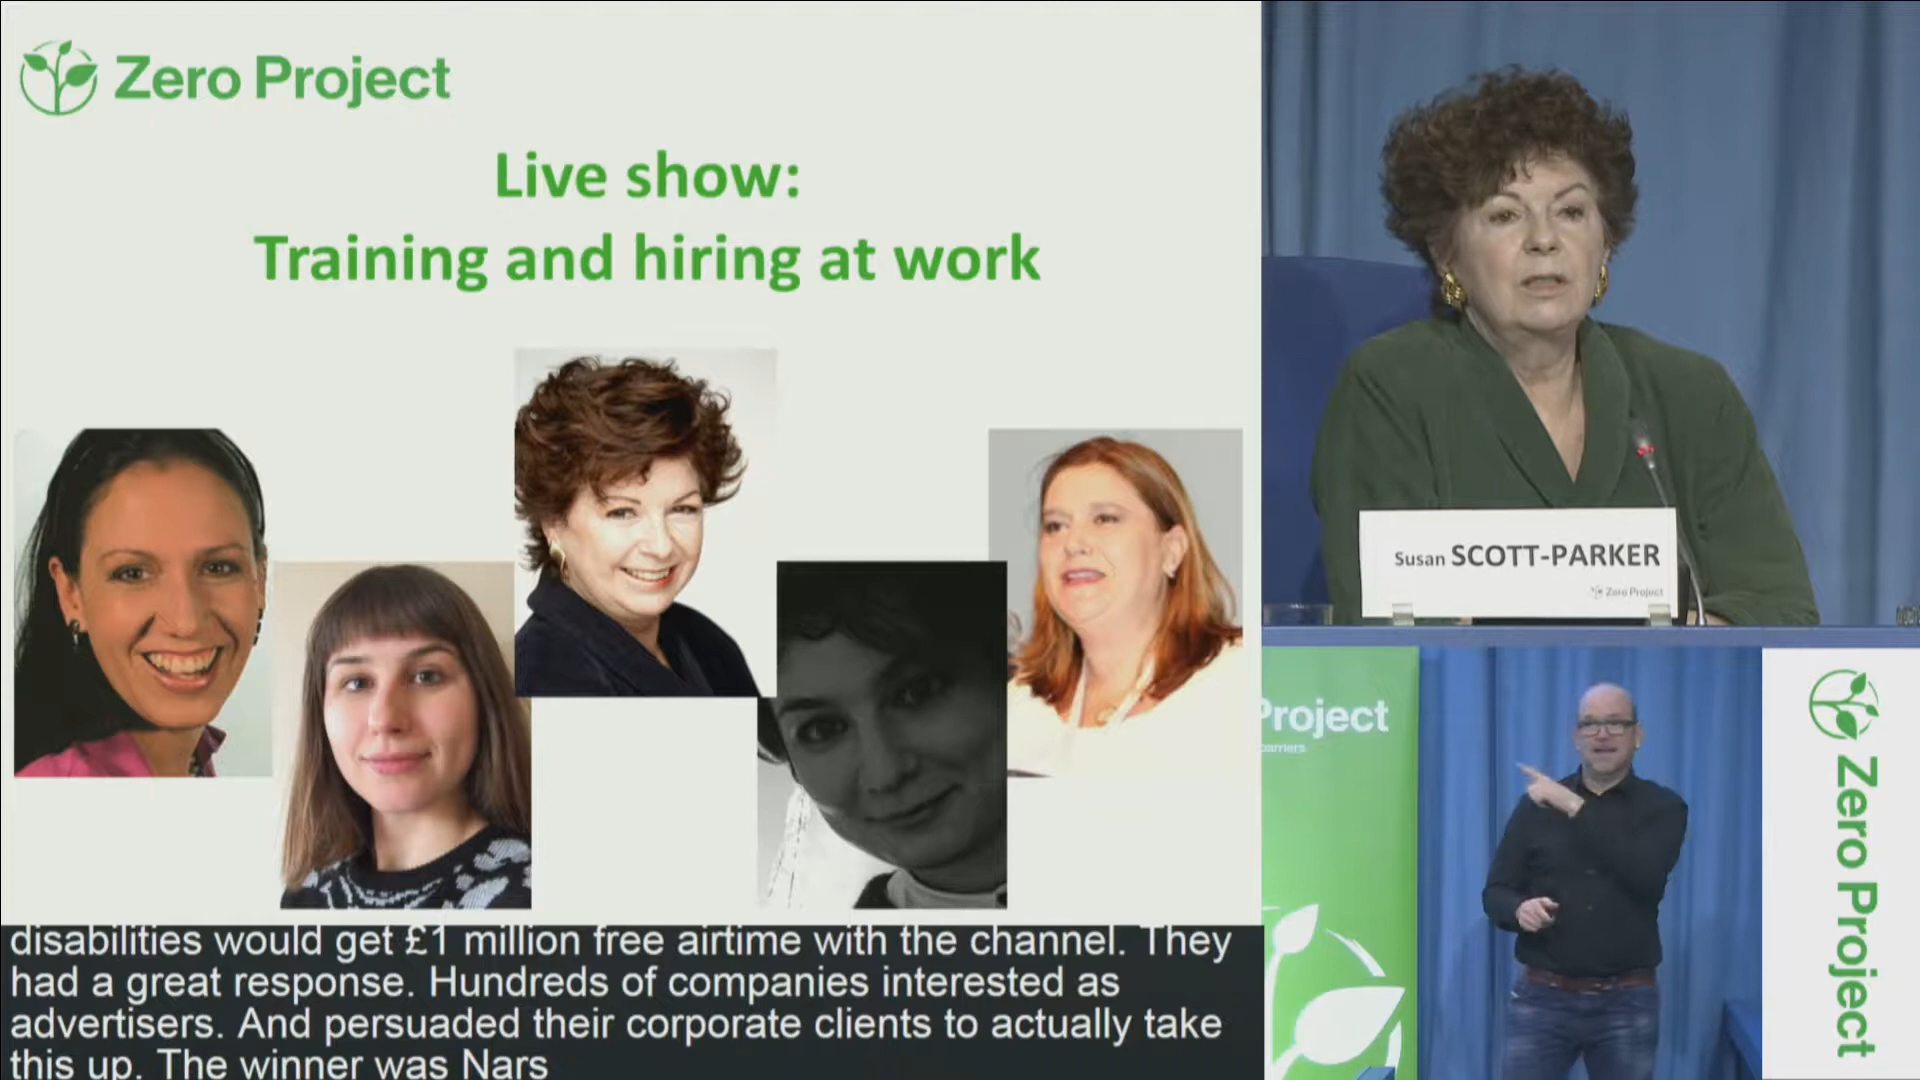 Zero Project
Live show:
Training and hiring at work
disabilities would get £1 million free airtime with the channel. They
had a great response. Hundreds of companies interested as
advertisers. And persuaded their corporate clients to actually take
this up. The winner was Nars
Susan SCOTT-PARKER
Zero Project
Project
barriers
Zero Project